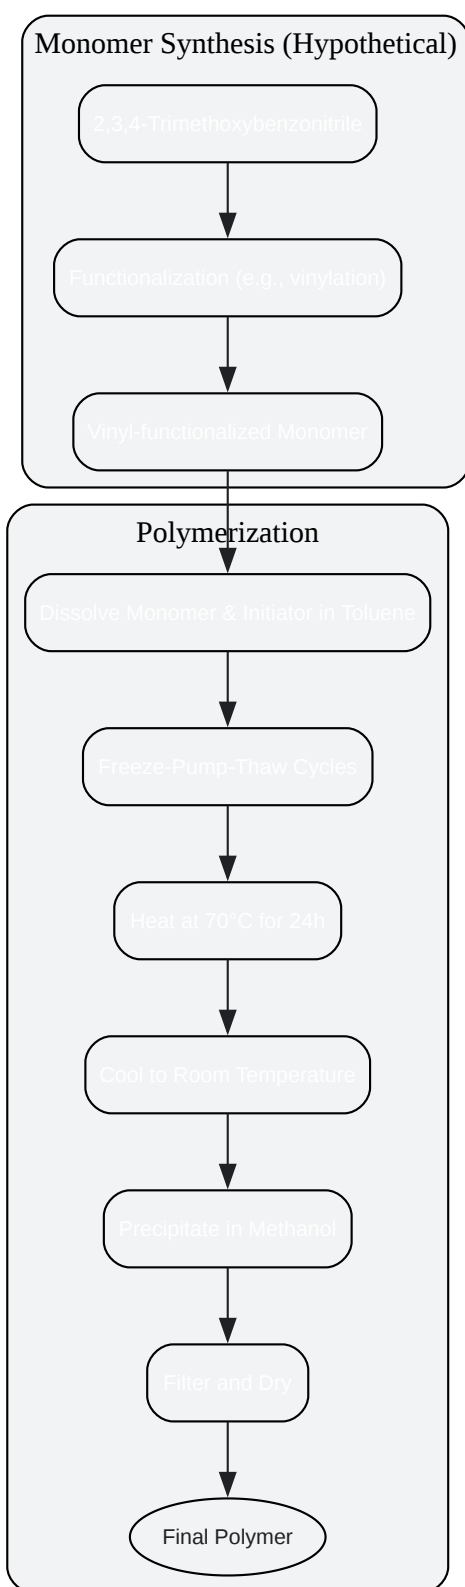 Monomer Synthesis (Hypothetical)
2,3,4-Trimethoxybenzonitrile
Functionalization (e.g., vinylation)
Vinyl-functionalized Monomer
Polymerization
Dissolve Monomer & Initiator in Toluene
Freeze-Pump-Thaw Cycles
Heat at 70°C for 24h
Cool to Room Temperature
Precipitate in Methanol
Filter and Dry
Final Polymer